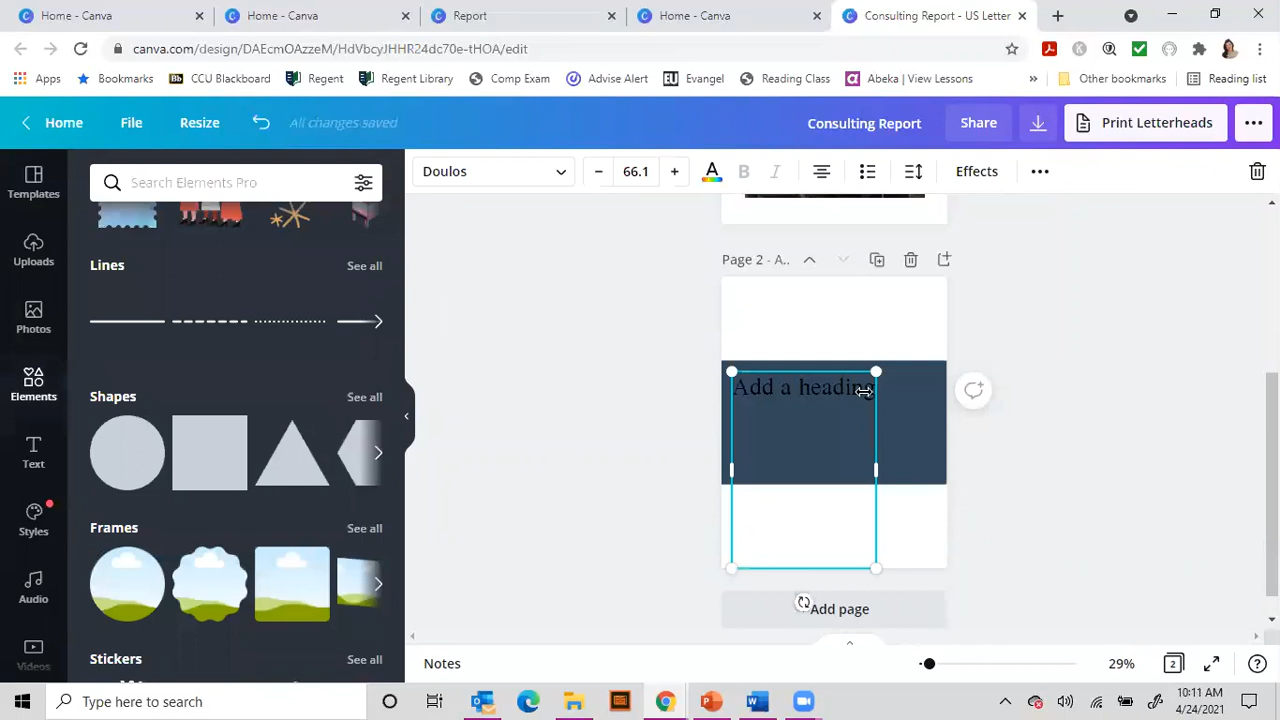 Home - Canva
Home - Canva
Report
Home - Canva
Consulting Report - US Letter
canva.com/design/DAEcmOAzzeM/HdVbcyJHHR24dc70e-tHOA/edit
Apps
Bookmarks
CCU Blackboard
Regent
Regent Library
Comp Exam
Advise Alert
Evangel
Reading Class
Abeka | View Lessons
Other bookmarks
Reading list
Home
File
Resize
All changes saved
Consulting Report
Share
Print Letterheads
Templates
Uploads
Photos
Elements
Text
Styles
Audio
Videos
Search Elements Pro
Doulos
66.1
Effects
Lines
See all
Shapes
See all
Frames
See all
Stickers
See all
Page 2 - A..
Add a heading
Add page
Notes
2
29%
Type here to search
10:11 AM
4/24/2021